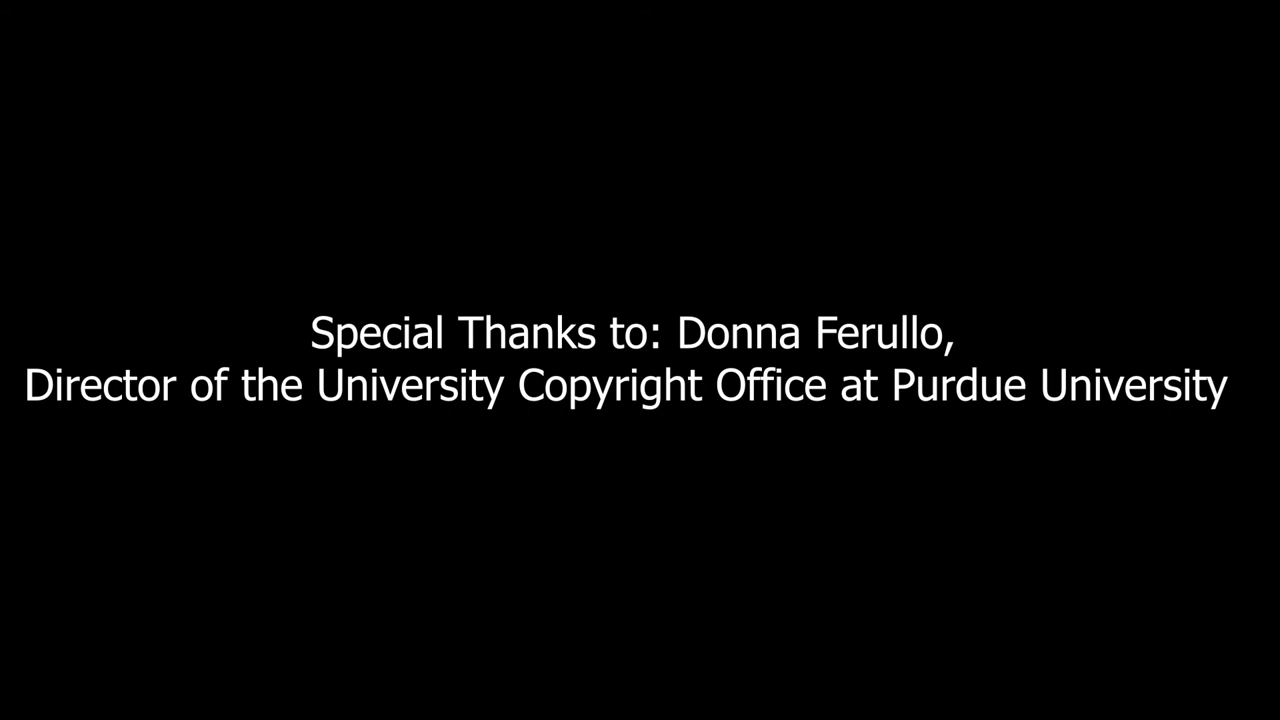 Special Thanks to: Donna Ferullo,
Director of the University Copyright Office at Purdue University